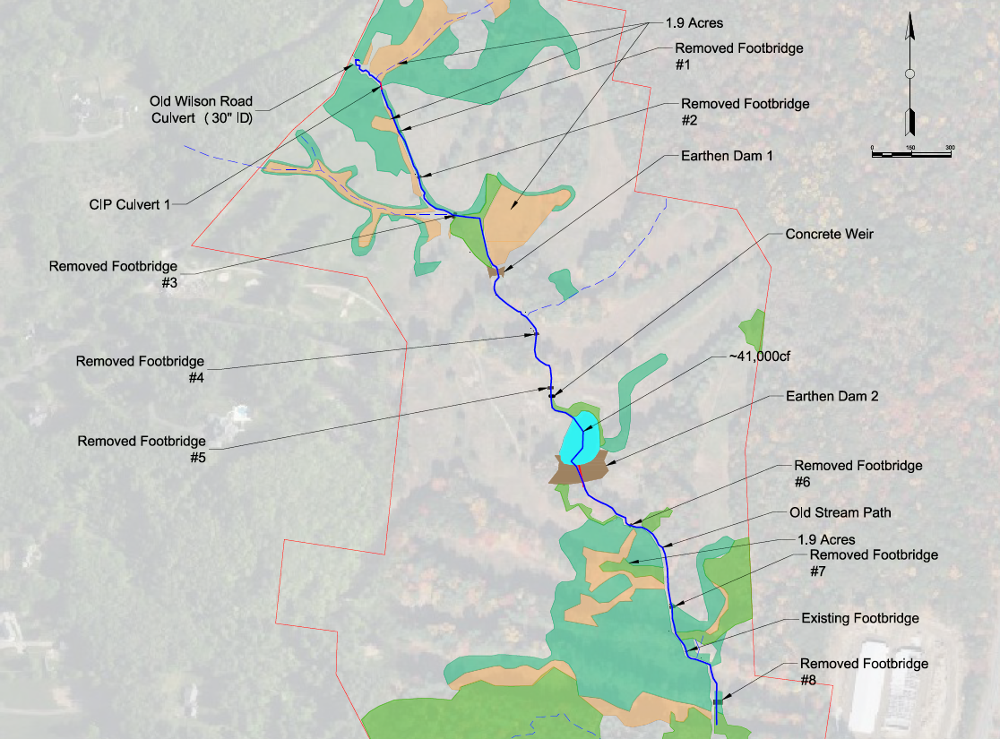 1.9 Acres
Removed Footbridge
#1
Old Wilson Road
Culvert ( 30" ID)
Removed Footbridge
#2
Earthen Dam 1
0 150 300
CIP Culvert 1
Concrete Weir
Removed Footbridge
#3
Removed Footbridge
#4
~41,000cf
Earthen Dam 2
Removed Footbridge
#5
Removed Footbridge
#6
Old Stream Path
1.9 Acres
Removed Footbridge
#7
Existing Footbridge
Removed Footbridge
#8